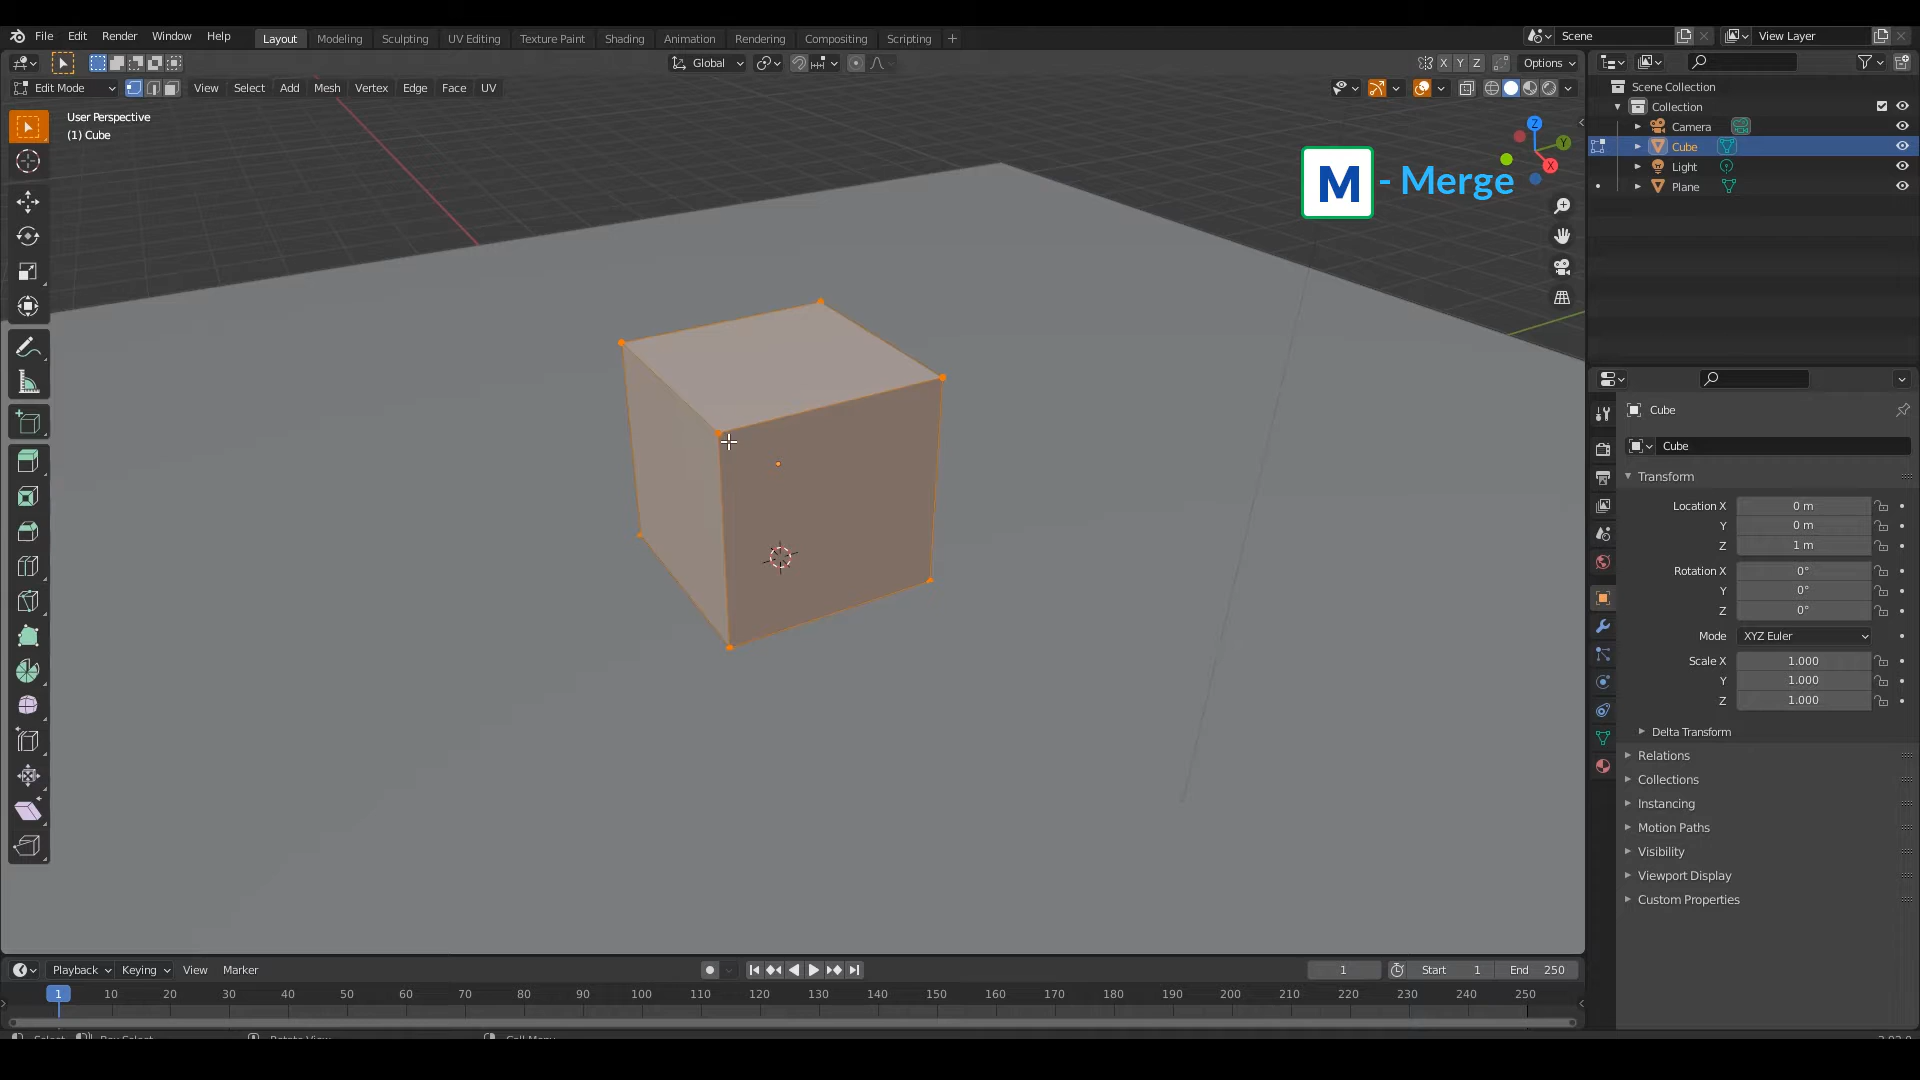 File Edit Render Window Help Layout Modeling Sculpting UV Editing Texture Paint Shading Animation Rendering Compositing Scripting + Scene View Layer
Global X Y Z Options
Edit Mode View Select Add Mesh Vertex Edge Face UV
User Perspective
(1) Cube
Z
Y
X
M - Merge
Scene Collection
Collection
Camera
Cube
Light
Plane
Cube
Cube
Transform
Location X 0 m
Y 0 m
Z 1 m
Rotation X 0°
Y 0°
Z 0°
Mode XYZ Euler
Scale X 1.000
Y 1.000
Z 1.000
Delta Transform
Relations
Collections
Instancing
Motion Paths
Visibility
Viewport Display
Custom Properties
Playback Keying View Marker 1 Start 1 End 250
1 10 20 30 40 50 60 70 80 90 100 110 120 130 140 150 160 170 180 190 200 210 220 230 240 250